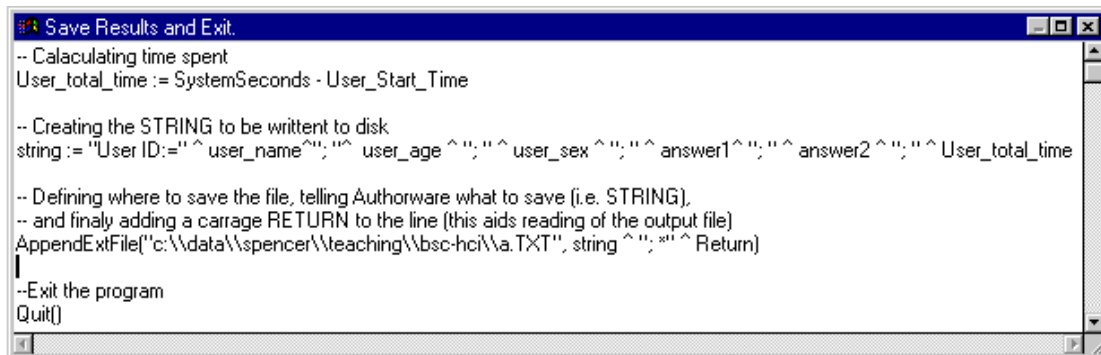 Save Results and Exit.
-- Calaculating time spent
User_total_time := SystemSeconds - User_Start_Time
-- Creating the STRING to be writtent to disk
string := "User ID:=" ^ user_name^"; "^ user_age ^ "; " ^ user_sex ^ "; " ^ answer1^ "; " ^ answer2 ^ "; " ^ User_total_time
-- Defining where to save the file, telling Authorware what to save (i.e. STRING),
-- and finaly adding a carrage RETURN to the line (this aids reading of the output file)
AppendExtFile("c:\\data\\spencer\\teaching\\bsc-hci\\a.TXT", string ^ "; *" ^ Return)
--Exit the program
Quit()